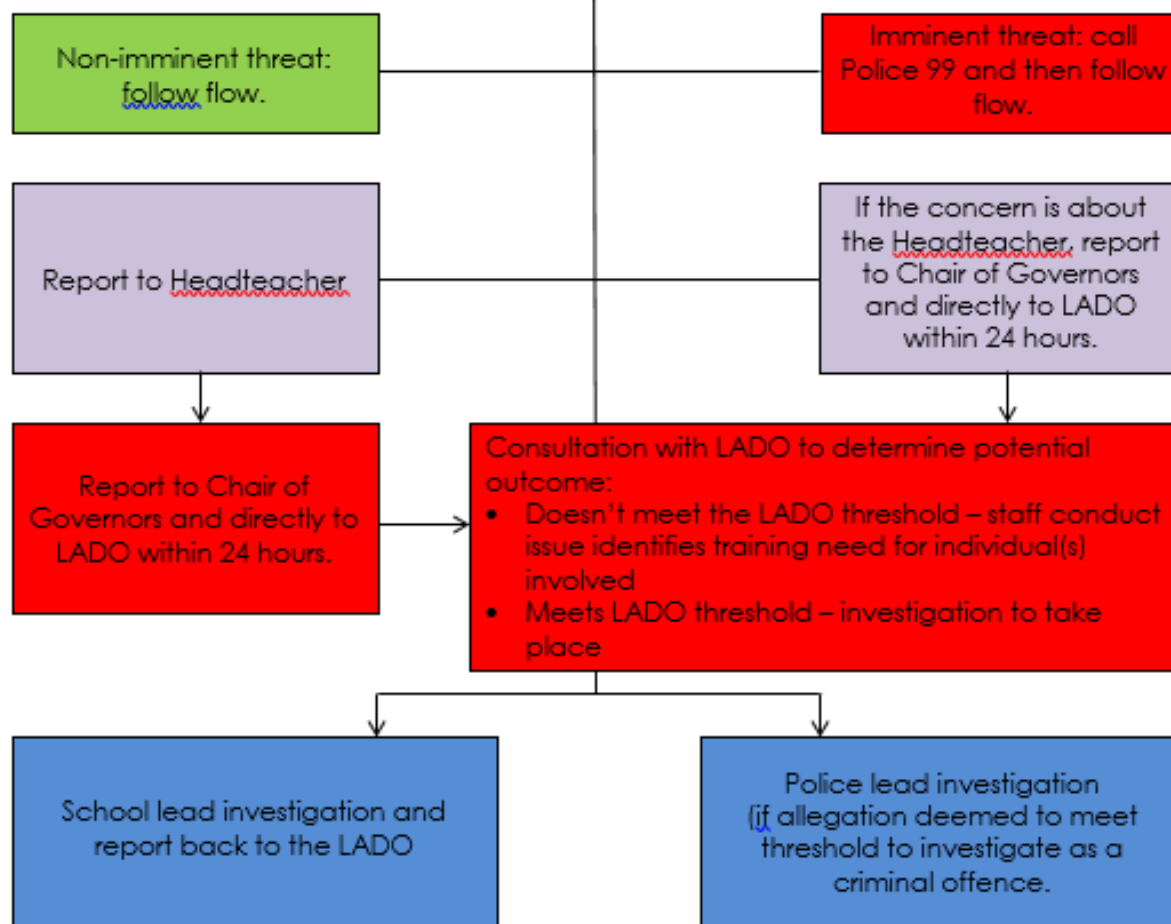 Non-imminent threat:
follow flow.
Imminent threat: call
Police 99 and then follow
flow.
Report to Headteacher
If the concern is about
the Headteacher, report
to Chair of Governors
and directly to LADO
within 24 hours.
Report to Chair of
Governors and directly to
LADO within 24 hours.
Consultation with LADO to determine potential
outcome:
• Doesn't meet the LADO threshold – staff conduct
issue identifies training need for individual(s)
involved
• Meets LADO threshold – investigation to take
place
School lead investigation and
report back to the LADO
Police lead investigation
(if allegation deemed to meet
threshold to investigate as a
criminal offence.